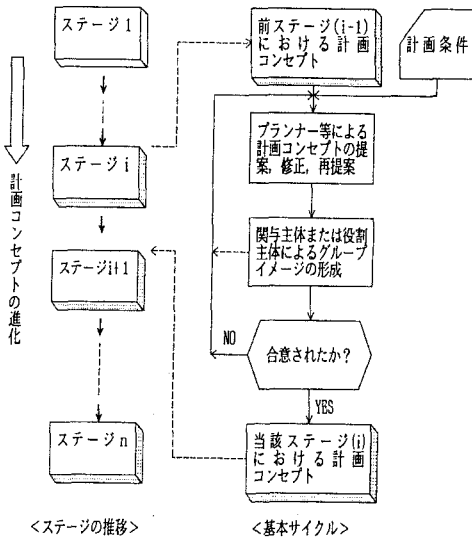 ステージ1
ステージi
ステージi+1
ステージn
計画コンセプトの進化
<ステージの推移>
前ステージ(i-1)
における計画
コンセプト
計画条件
プランナー等による
計画コンセプトの提
案，修正，再提案
関与主体または役割
主体によるグループ
イメージの形成
NO
合意されたか？
YES
当該ステージ(i)
における計画
コンセプト
<基本サイクル>